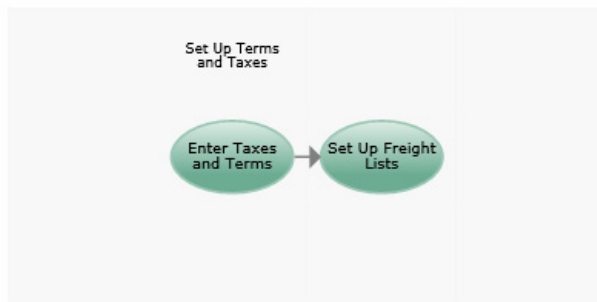 Set Up Terms
and Taxes
Enter Taxes
and Terms
Set Up Freight
Lists